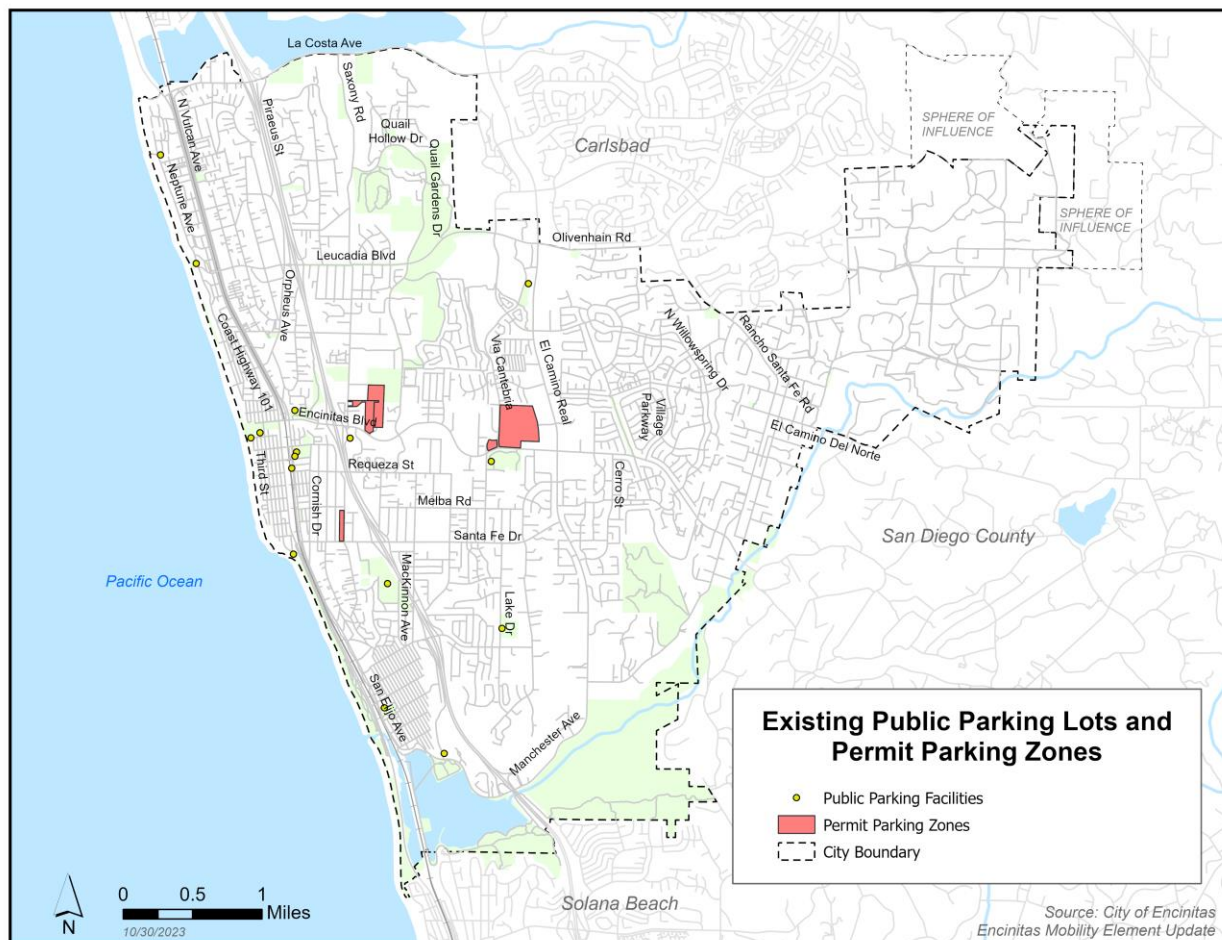 La Costa Ave
Saxony Rd
Piraeus St
N Vulcan Ave
Quail
Hollow Dr
Quail Gardens Dr
Carlsbad
SPHERE OF
INFLUENCE
Neptune Ave
SPHERE OF
INFLUENCE
Olivenhain Rd
Leucadia Blvd
Orpheus Ave
Coast Highway 101
Via Cantebria
El Camino Real
N Willowspring Dr
Rancho Santa Fe Rd
Village
Parkway
Encinitas Blvd
El Camino Del Norte
Third St
Requeza St
Cerro St
Cornish Dr
Melba Rd
Santa Fe Dr
San Diego County
Pacific Ocean
MacKinnon Ave
Lake Dr
San Elijo Ave
Manchester Ave
Existing Public Parking Lots and
Permit Parking Zones
Public Parking Facilities
Permit Parking Zones
City Boundary
0 0.5 1
Miles
N
10/30/2023
Solana Beach
Source: City of Encinitas
Encinitas Mobility Element Update